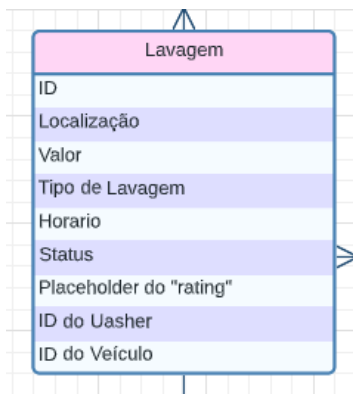 Lavagem
ID
Localização
Valor
Tipo de Lavagem
Horario
Status
Placeholder do "rating"
ID do Uasher
ID do Veículo